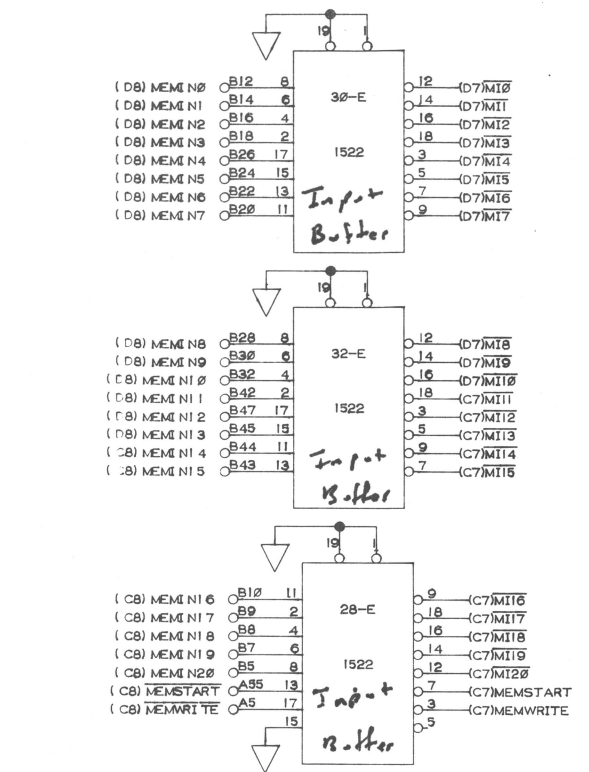 19 1
(D8) MEMINØ B12 8 30-E 12 (D7)MIØ
(D8) MEMIN1 B14 6 14 (D7)MI1
(D8) MEMIN2 B16 4 16 (D7)MI2
(D8) MEMIN3 B18 2 18 (D7)MI3
(D8) MEMIN4 B26 17 1522 3 (D7)MI4
(D8) MEMIN5 B24 15 5 (D7)MI5
(D8) MEMIN6 B22 13 Input 7 (D7)MI6
(D8) MEMIN7 B20 11 Buffer 9 (D7)MI7
19 1
(D8) MEMIN8 B28 8 32-E 12 (D7)MI8
(D8) MEMIN9 B30 6 14 (D7)MI9
(D8) MEMIN1Ø B32 4 16 (D7)MI1Ø
(D8) MEMIN11 B42 2 1522 18 (C7)MI11
(D8) MEMIN12 B47 17 3 (C7)MI12
(D8) MEMIN13 B45 15 5 (C7)MI13
(C8) MEMIN14 B44 11 Input 9 (C7)MI14
(C8) MEMIN15 B43 13 Buffer 7 (C7)MI15
19 1
(C8) MEMIN16 B1Ø 11 28-E 9 (C7)MI16
(C8) MEMIN17 B9 2 18 (C7)MI17
(C8) MEMIN18 B8 4 16 (C7)MI18
(C8) MEMIN19 B7 6 14 (C7)MI19
(C8) MEMIN20 B5 8 1522 12 (C7)MI2Ø
(C8) MEMSTART A55 13 Input 7 (C7)MEMSTART
(C8) MEMWRITE A5 17 3 (C7)MEMWRITE
15 Buffer 5